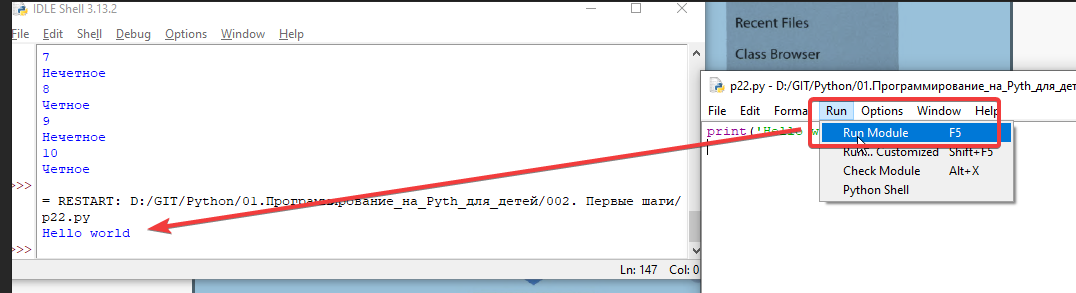 IDLE Shell 3.13.2
File Edit Shell Debug Options Window Help
7
Нечетное
8
Четное
9
Нечетное
10
Четное
>>>
= RESTART: D:/GIT/Python/01.Программирование_на_Pyth_для_детей/002. Первые шаги/
p22.py
Hello world
>>>
Ln: 147 Col: 0
Recent Files
Class Browser
p22.py - D:/GIT/Python/01.Программирование_на_Pyth_для_дет
File Edit Format Run Options Window Help
print('Hello w
Run Module F5
Run... Customized Shift+F5
Check Module Alt+X
Python Shell